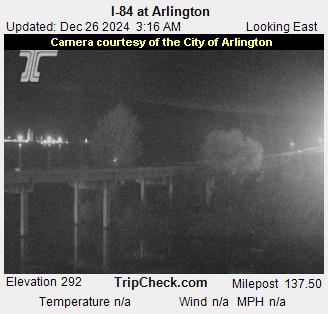 I-84 at Arlington
Updated: Dec 26 2024 3:16 AM Looking East
Camera courtesy of the City of Arlington
Elevation 292 TripCheck.com Milepost 137.50
Temperature n/a Wind n/a MPH n/a